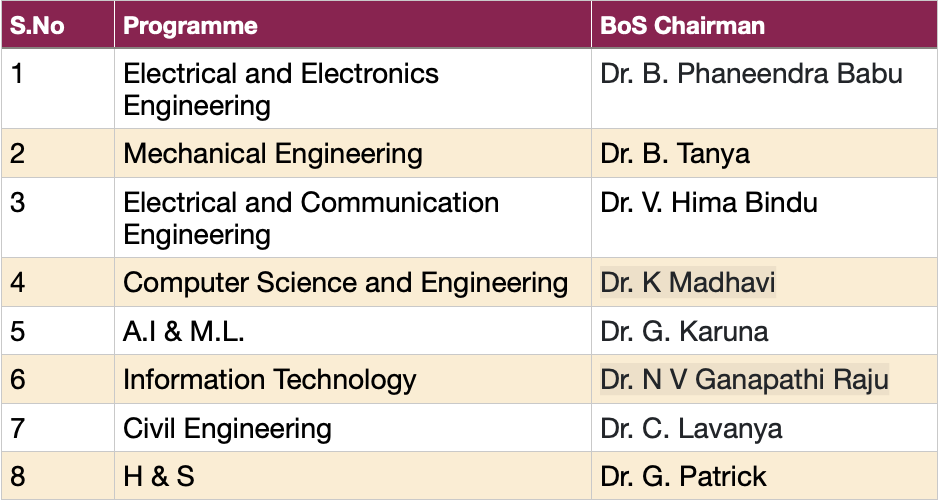 S.No Programme BoS Chairman
1 Electrical and Electronics Dr. B. Phaneendra Babu
Engineering
2 Mechanical Engineering Dr. B. Tanya
3 Electrical and Communication Dr. V. Hima Bindu
Engineering
4 Computer Science and Engineering Dr. K Madhavi
5 A.I & M.L. Dr. G. Karuna
6 Information Technology Dr. N V Ganapathi Raju
7 Civil Engineering Dr. C. Lavanya
8 H & S Dr. G. Patrick